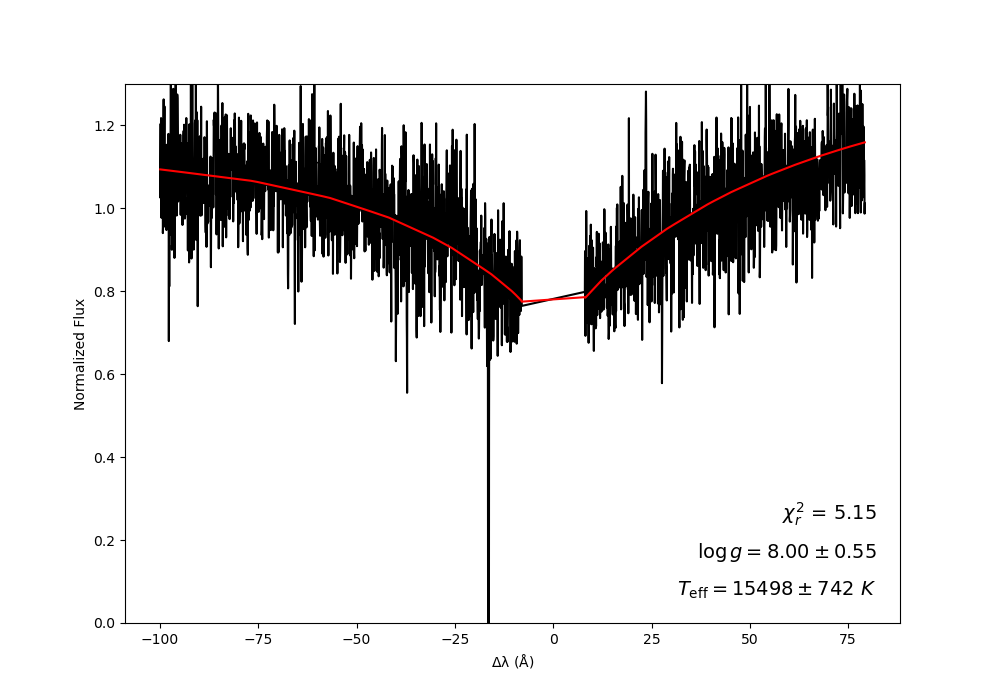 1.2
1.0
0.8
0.6
0.4
0.2
0.0
Normalized Flux
χ²ᵣ = 5.15
log g = 8.00 ± 0.55
T_eff = 15498 ± 742 K
−100 −75 −50 −25 0 25 50 75
Δλ (Å)